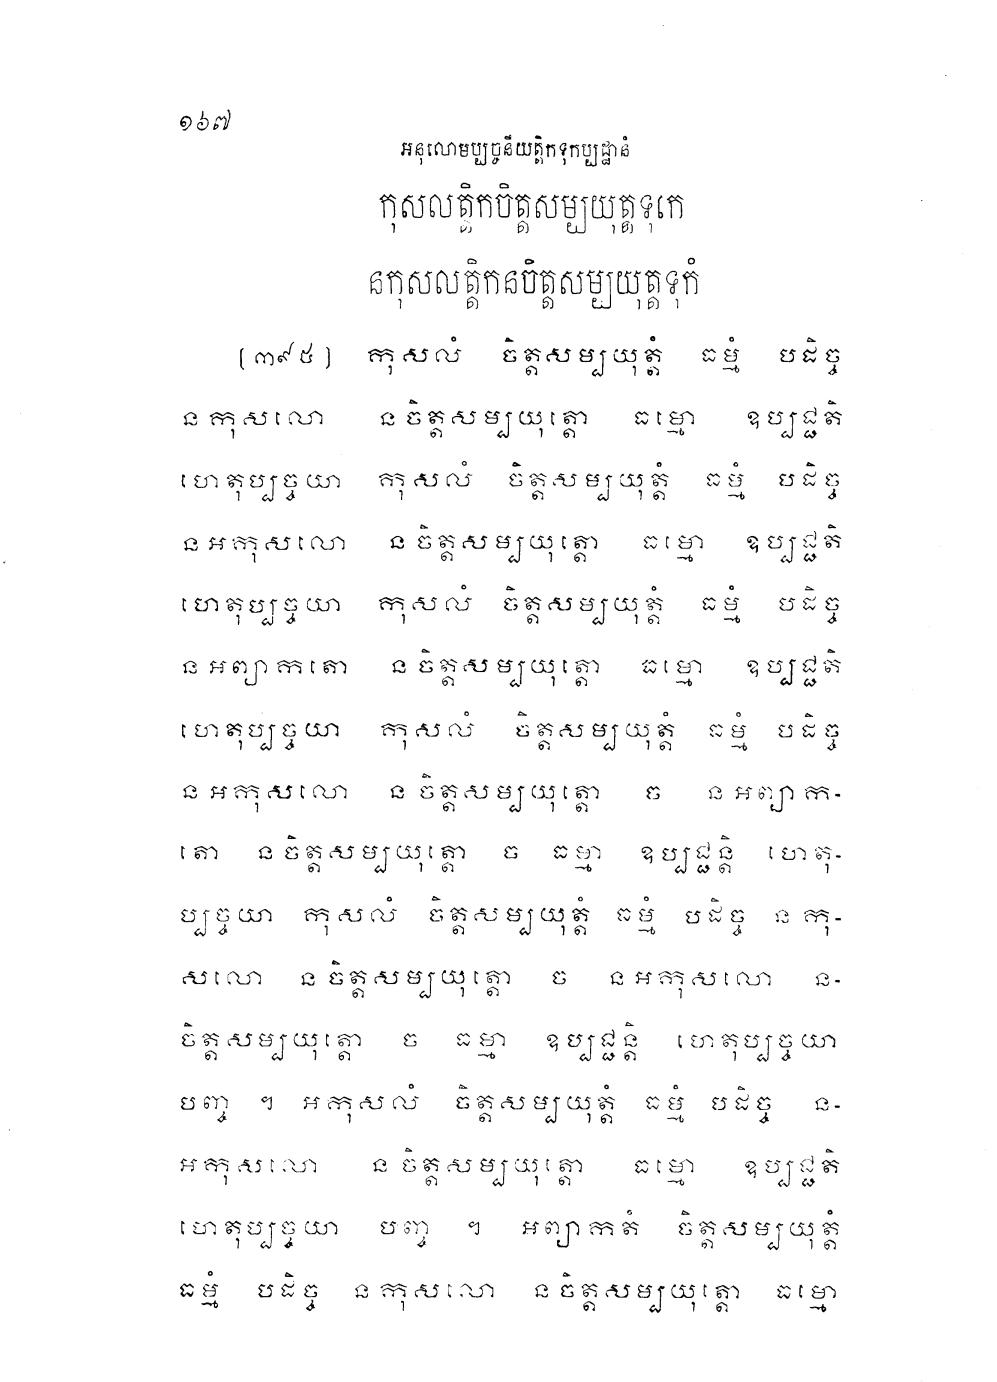 ១៦៧
អនុលោមប្បច្ចនីយត្តិកទុកប្បដ្ឋានំ
កុសលត្តិកចិត្តសម្បយុត្តទុកេ
នកុសលត្តិកនចិត្តសម្បយុត្តទុកំ
[៣៩៥] កុសលំ ចិត្តសម្បយុត្តំ ធម្មំ បដិច្ច
នកុសលោ នចិត្តសម្បយុត្តោ ធម្មោ ឧប្បជ្ជតិ
ហេតុប្បច្ចយា កុសលំ ចិត្តសម្បយុត្តំ ធម្មំ បដិច្ច
នអកុសលោ នចិត្តសម្បយុត្តោ ធម្មោ ឧប្បជ្ជតិ
ហេតុប្បច្ចយា កុសលំ ចិត្តសម្បយុត្តំ ធម្មំ បដិច្ច
នអព្យាកតោ នចិត្តសម្បយុត្តោ ធម្មោ ឧប្បជ្ជតិ
ហេតុប្បច្ចយា កុសលំ ចិត្តសម្បយុត្តំ ធម្មំ បដិច្ច
នអកុសលោ នចិត្តសម្បយុត្តោ ច នអព្យាក-
តោ នចិត្តសម្បយុត្តោ ច ធម្មា ឧប្បជ្ជន្តិ ហេតុ-
ប្បច្ចយា កុសលំ ចិត្តសម្បយុត្តំ ធម្មំ បដិច្ច នកុ-
សលោ នចិត្តសម្បយុត្តោ ច នអកុសលោ ន-
ចិត្តសម្បយុត្តោ ច ធម្មា ឧប្បជ្ជន្តិ ហេតុប្បច្ចយា
បញ្ច ។ អកុសលំ ចិត្តសម្បយុត្តំ ធម្មំ បដិច្ច ន-
អកុសលោ នចិត្តសម្បយុត្តោ ធម្មោ ឧប្បជ្ជតិ
ហេតុប្បច្ចយា បញ្ច ។ អព្យាកតំ ចិត្តសម្បយុត្តំ
ធម្មំ បដិច្ច នកុសលោ នចិត្តសម្បយុត្តោ ធម្មោ